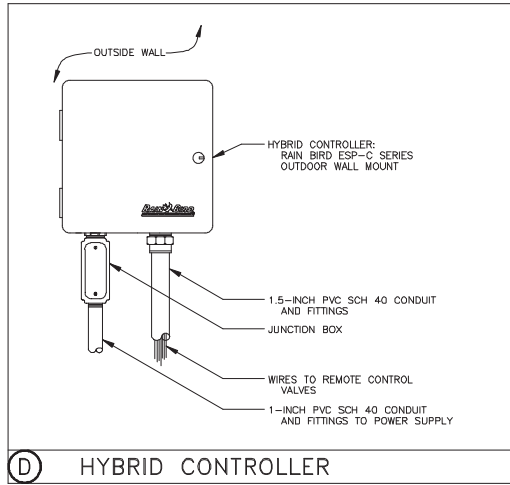 OUTSIDE WALL
HYBRID CONTROLLER:
RAIN BIRD ESP-C SERIES
OUTDOOR WALL MOUNT
Rain Bird
1.5-INCH PVC SCH 40 CONDUIT
AND FITTINGS
JUNCTION BOX
WIRES TO REMOTE CONTROL
VALVES
1-INCH PVC SCH 40 CONDUIT
AND FITTINGS TO POWER SUPPLY
D HYBRID CONTROLLER